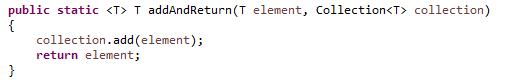 public static <T> T addAndReturn(T element, Collection<T> collection)
{
    collection.add(element);
    return element;
}